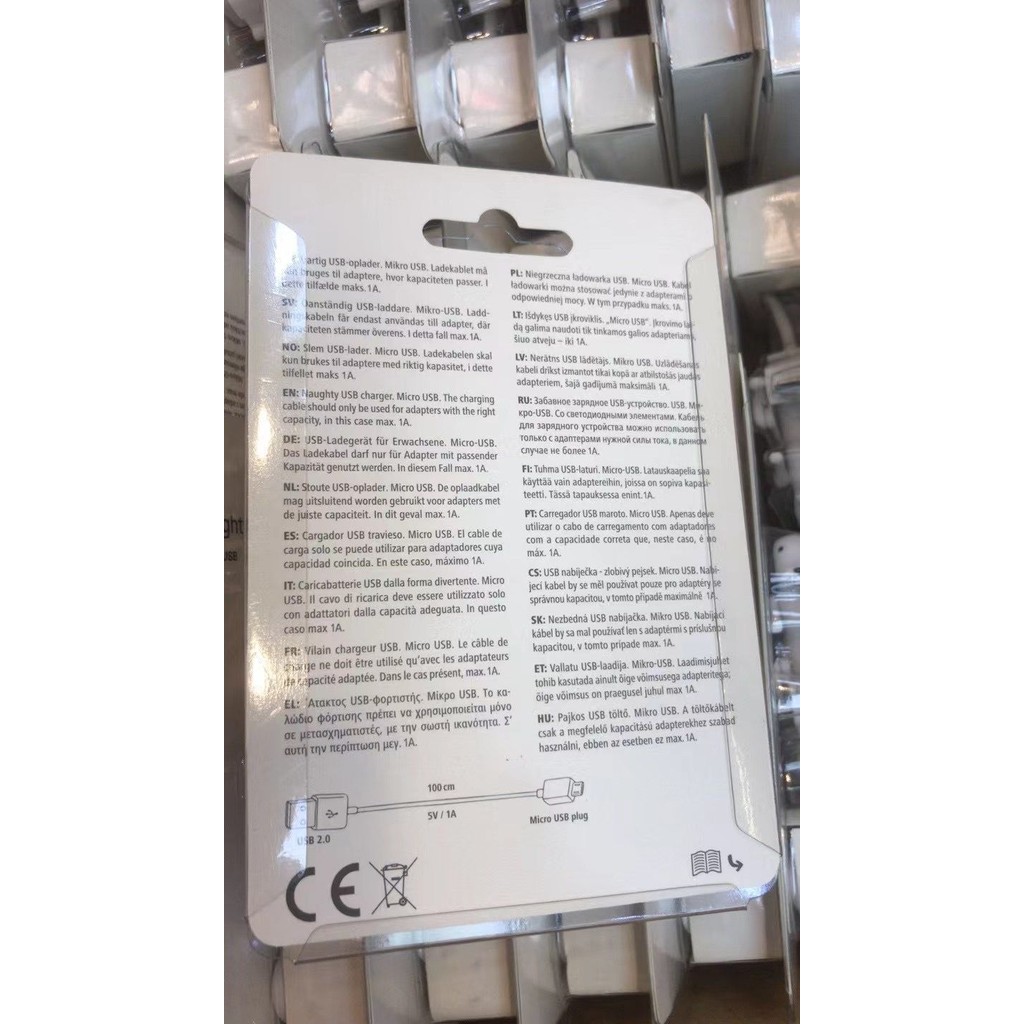 artig USB-oplader. Mikro USB. Ladekablet må
kun bruges til adaptere, hvor kapaciteten passer. I
dette tilfælde maks. 1A.
SV: Oanständig USB-laddare. Mikro-USB. Ladd-
ningskabeln får endast användas till adapter, där
kapaciteten stämmer överens. I detta fall max. 1A.
NO: Slem USB-lader. Micro USB. Ladekabelen skal
kun brukes til adaptere med riktig kapasitet, i dette
tilfellet maks 1A.
EN: Naughty USB charger. Micro USB. The charging
cable should only be used for adapters with the right
capacity, in this case max. 1A.
DE: USB-Ladegerät für Erwachsene. Micro-USB.
Das Ladekabel darf nur für Adapter mit passender
Kapazität genutzt werden. In diesem Fall max. 1A.
NL: Stoute USB-oplader. Micro USB. De oplaadkabel
mag uitsluitend worden gebruikt voor adapters met
de juiste capaciteit. In dit geval max. 1A.
ES: Cargador USB travieso. Micro USB. El cable de
carga solo se puede utilizar para adaptadores cuya
capacidad coincida. En este caso, máximo 1A.
IT: Caricabatterie USB dalla forma divertente. Micro
USB. Il cavo di ricarica deve essere utilizzato solo
con adattatori dalla capacità adeguata. In questo
caso max 1A.
FR: Vilain chargeur USB. Micro USB. Le câble de
charge ne doit être utilisé qu'avec les adaptateurs
de capacité adaptée. Dans le cas présent, max. 1A.
EL: Άτακτος USB-φορτιστής. Μίκρο USB. Το κα-
λώδιο φόρτισης πρέπει να χρησιμοποιείται μόνο
σε μετασχηματιστές, με την σωστή ικανότητα. Σ'
αυτή την περίπτωση μεγ. 1A.
PL: Niegrzeczna ładowarka USB. Micro USB. Kabel
ładowarki można stosować jedynie z adapterami o
odpowiedniej mocy. W tym przypadku maks. 1A.
LT: Išdykęs USB įkroviklis. „Micro USB". Įkrovimo lai-
dą galima naudoti tik tinkamos galios adapteriams,
šiuo atveju – iki 1A.
LV: Nerātns USB lādētājs. Mikro USB. Uzlādēšanas
kabeli drīkst izmantot tikai kopā ar atbilstošās jaudas
adapteriem, šajā gadījumā maksimāli 1A.
RU: Забавное зарядное USB-устройство. USB. Ми-
кро-USB. Со светодиодными элементами. Кабель
для зарядного устройства можно использовать
только с адаптерами нужной силы тока, в данном
случае не более 1A.
FI: Tuhma USB-laturi. Micro-USB. Latauskaapelia saa
käyttää vain adaptereihin, joissa on sopiva kapasi-
teetti. Tässä tapauksessa enint. 1A.
PT: Carregador USB maroto. Micro USB. Apenas deve
utilizar o cabo de carregamento com adaptadores
com a capacidade correta que, neste caso, é no
máx. 1A.
CS: USB nabíječka - zlobivý pejsek. Micro USB. Nabí-
jecí kabel by se měl používat pouze pro adaptéry se
správnou kapacitou, v tomto případě maximálně 1A.
SK: Nezbedná USB nabíjačka. Mikro USB. Nabíjací
kábel by sa mal používať len s adaptérmi s príslušnou
kapacitou, v tomto prípade max. 1A.
ET: Vallatu USB-laadija. Mikro-USB. Laadimisjuhet
tohib kasutada ainult õige võimsusega adapteritega;
õige võimsus on praegusel juhul max 1A.
HU: Pajkos USB töltő. Mikro USB. A töltőkábelt
csak a megfelelő kapacitású adapterekhez szabad
használni, ebben az esetben ez max. 1A.
100 cm
5V / 1A
USB 2.0
Micro USB plug
CE
ght
USB